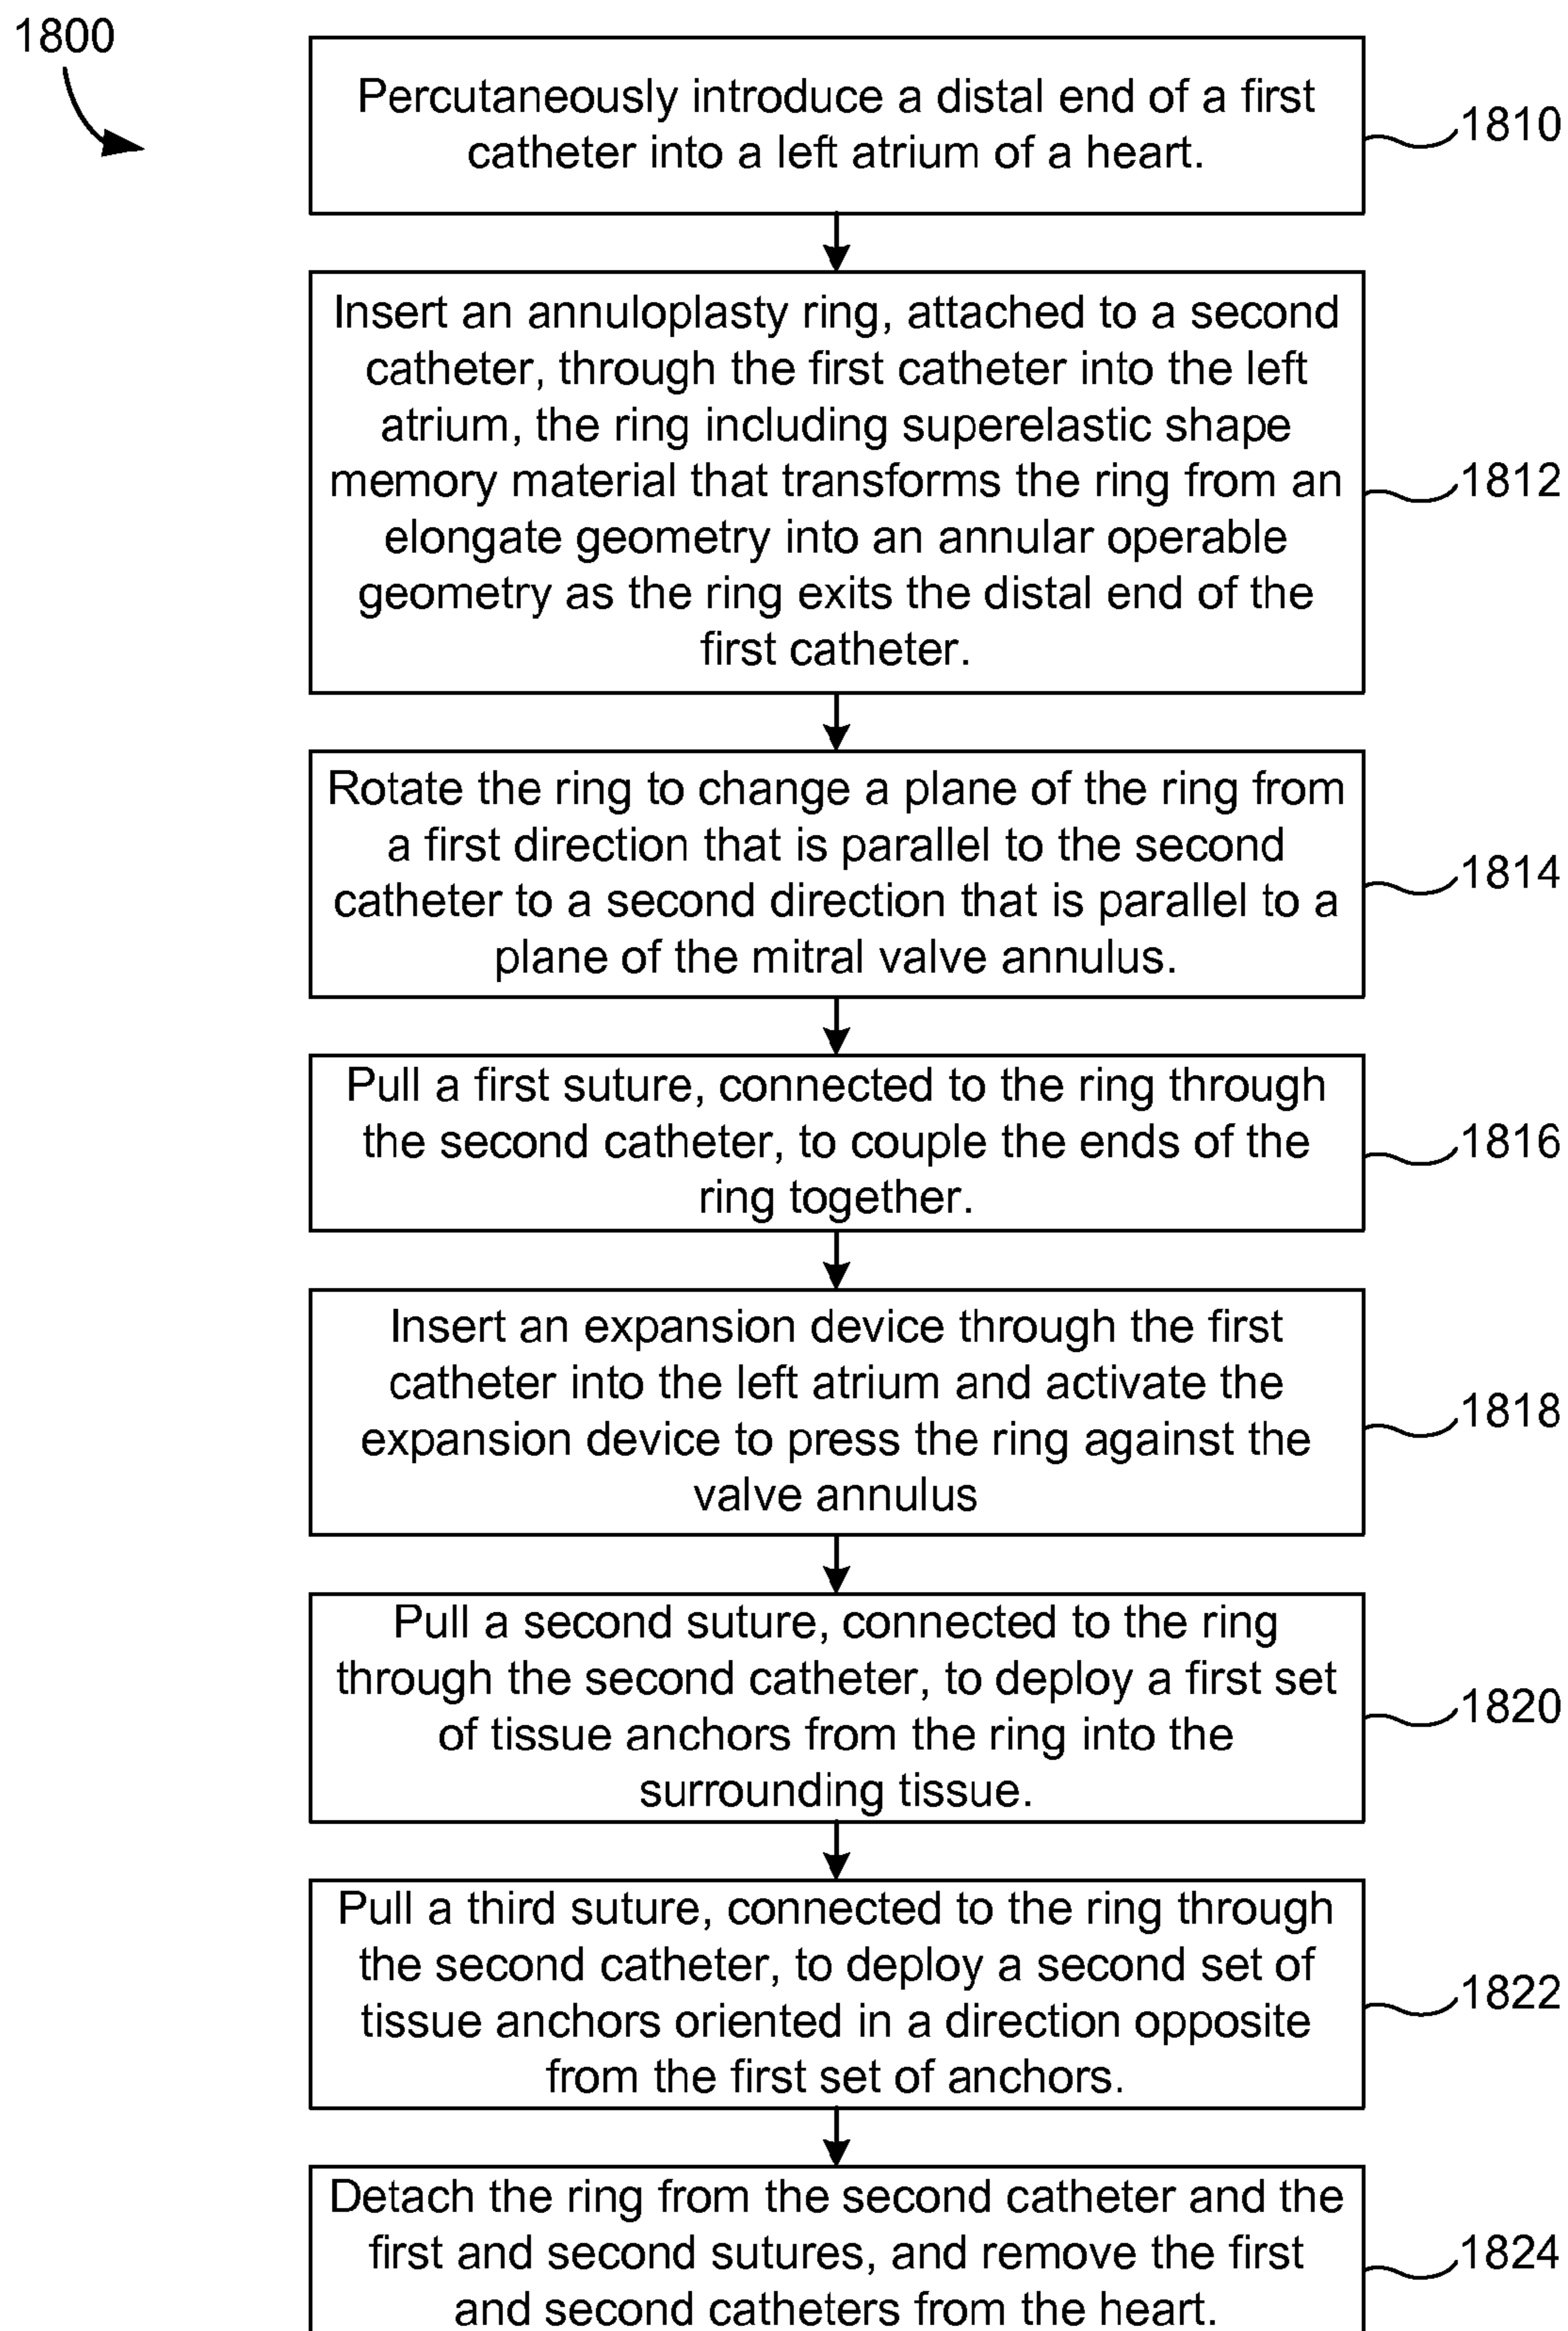 1800
Percutaneously introduce a distal end of a first
catheter into a left atrium of a heart.
1810
Insert an annuloplasty ring, attached to a second
catheter, through the first catheter into the left
atrium, the ring including superelastic shape
memory material that transforms the ring from an
elongate geometry into an annular operable
geometry as the ring exits the distal end of the
first catheter.
1812
Rotate the ring to change a plane of the ring from
a first direction that is parallel to the second
catheter to a second direction that is parallel to a
plane of the mitral valve annulus.
1814
Pull a first suture, connected to the ring through
the second catheter, to couple the ends of the
ring together.
1816
Insert an expansion device through the first
catheter into the left atrium and activate the
expansion device to press the ring against the
valve annulus
1818
Pull a second suture, connected to the ring
through the second catheter, to deploy a first set
of tissue anchors from the ring into the
surrounding tissue.
1820
Pull a third suture, connected to the ring through
the second catheter, to deploy a second set of
tissue anchors oriented in a direction opposite
from the first set of anchors.
1822
Detach the ring from the second catheter and the
first and second sutures, and remove the first
and second catheters from the heart.
1824